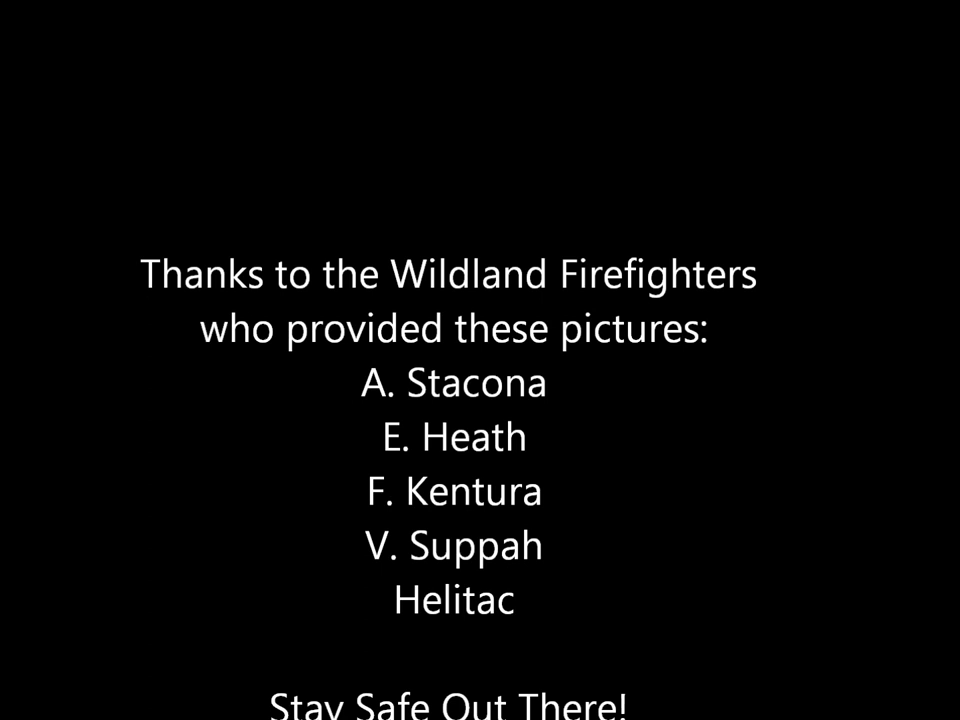 Thanks to the Wildland Firefighters
who provided these pictures:
A. Stacona
E. Heath
F. Kentura
V. Suppah
Helitac
Stay Safe Out There!